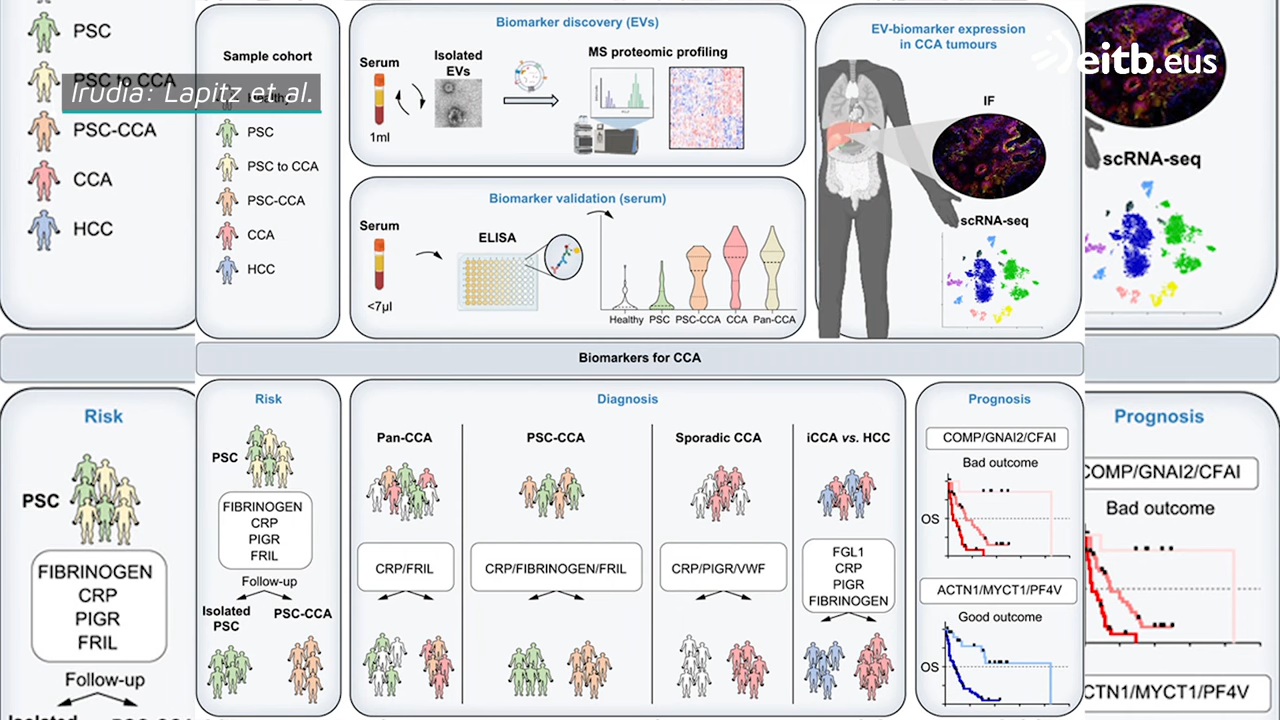 PSC
PSC to CCA
PSC-CCA
CCA
HCC
Irudia: Lapitz et al.
eitb.eus
Sample cohort
Healthy
PSC
PSC to CCA
PSC-CCA
CCA
HCC
Biomarker discovery (EVs)
Serum
1ml
Isolated
EVs
MS proteomic profiling
Biomarker validation (serum)
Serum
<7µl
ELISA
Healthy PSC PSC-CCA CCA Pan-CCA
EV-biomarker expression
in CCA tumours
IF
scRNA-seq
scRNA-seq
Biomarkers for CCA
Risk
PSC
FIBRINOGEN
CRP
PIGR
FRIL
Follow-up
Risk
PSC
FIBRINOGEN
CRP
PIGR
FRIL
Follow-up
Isolated
PSC
PSC-CCA
Diagnosis
Pan-CCA
CRP/FRIL
PSC-CCA
CRP/FIBRINOGEN/FRIL
Sporadic CCA
CRP/PIGR/VWF
iCCA vs. HCC
FGL1
CRP
PIGR
FIBRINOGEN
Prognosis
COMP/GNAI2/CFAI
Bad outcome
OS
ACTN1/MYCT1/PF4V
Good outcome
OS
Prognosis
COMP/GNAI2/CFAI
Bad outcome
CTN1/MYCT1/PF4V